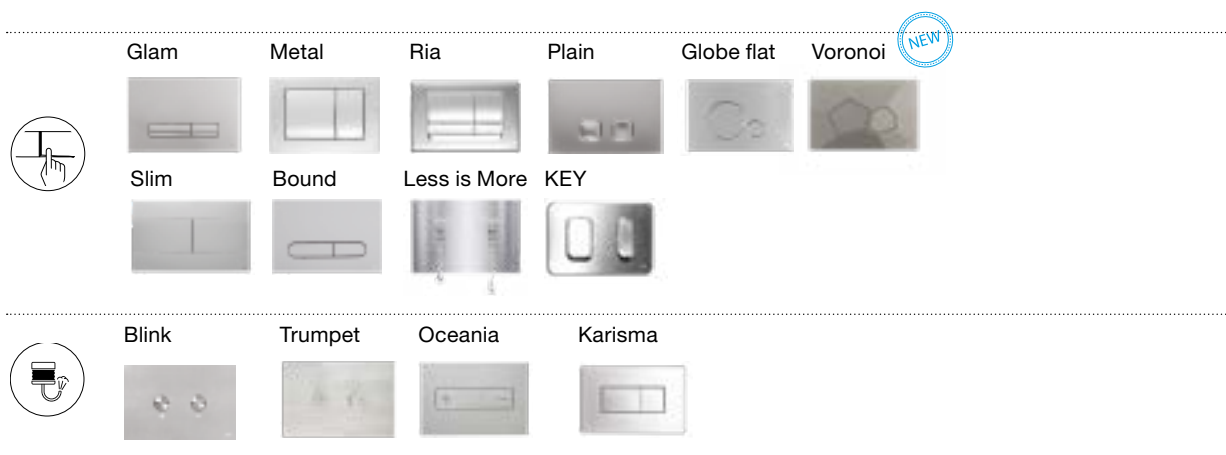 Glam Metal Ria Plain Globe flat Voronoi NEW
Slim Bound Less is More KEY
Blink Trumpet Oceania Karisma